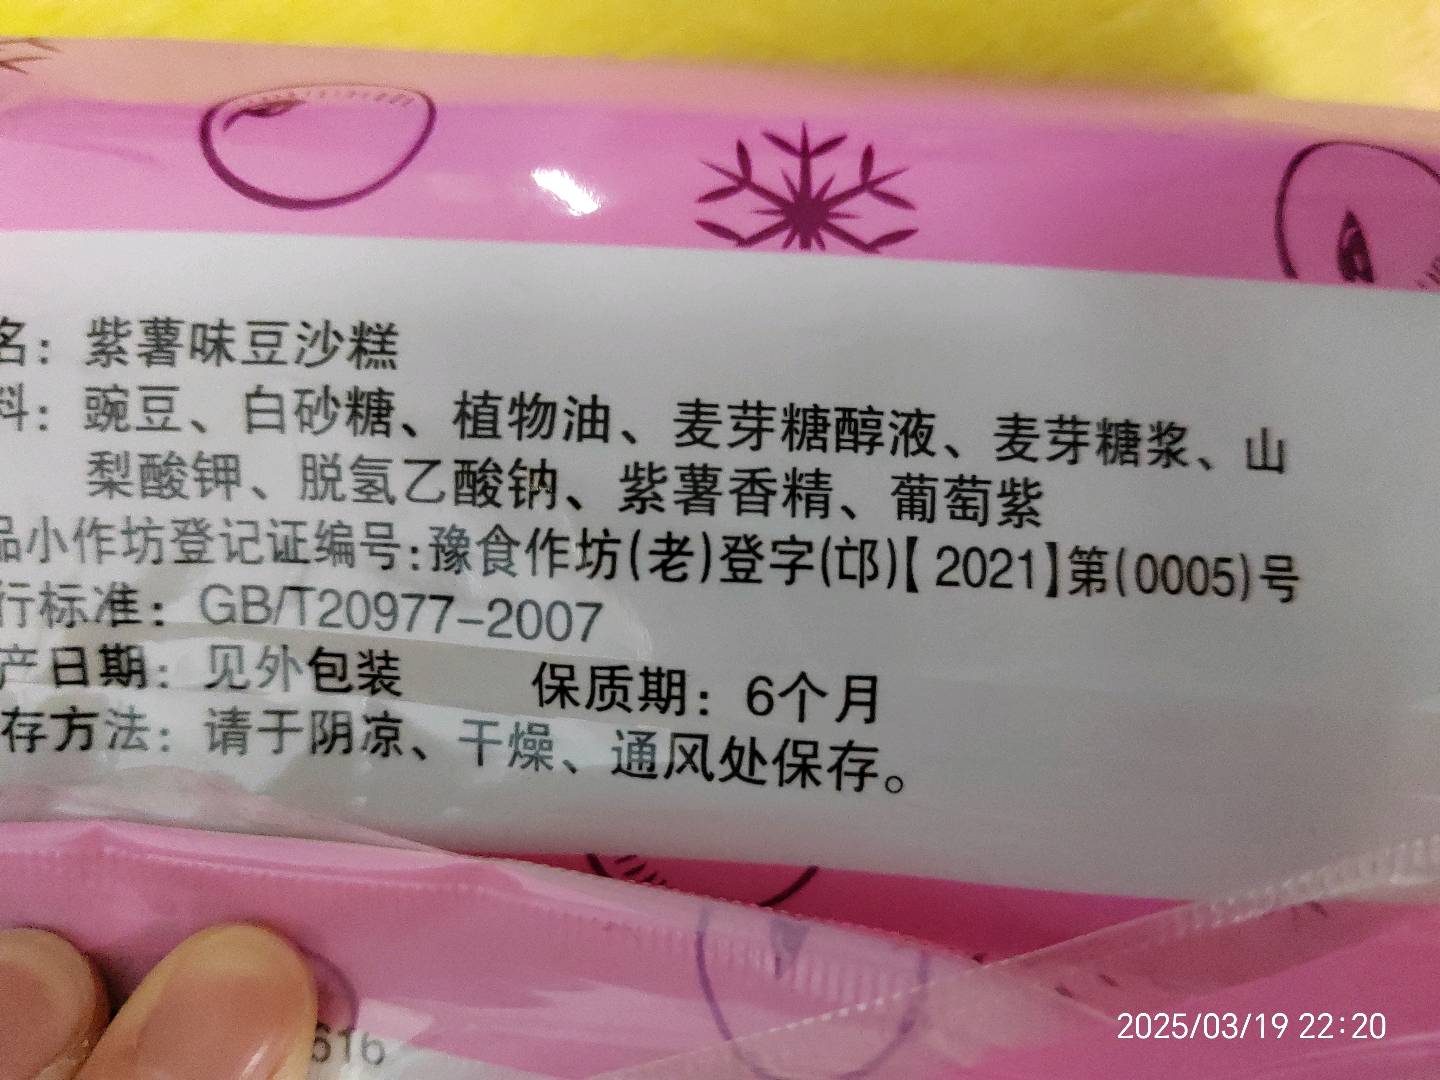 名：紫薯味豆沙糕
料：豌豆、白砂糖、植物油、麦芽糖醇液、麦芽糖浆、山
梨酸钾、脱氢乙酸钠、紫薯香精、葡萄紫
品小作坊登记证编号:豫食作坊(老)登字(邙)【2021】第(0005)号
行标准：GB/T20977-2007
产日期：见外包装 保质期：6个月
存方法：请于阴凉、干燥、通风处保存。
616
2025/03/19 22:20